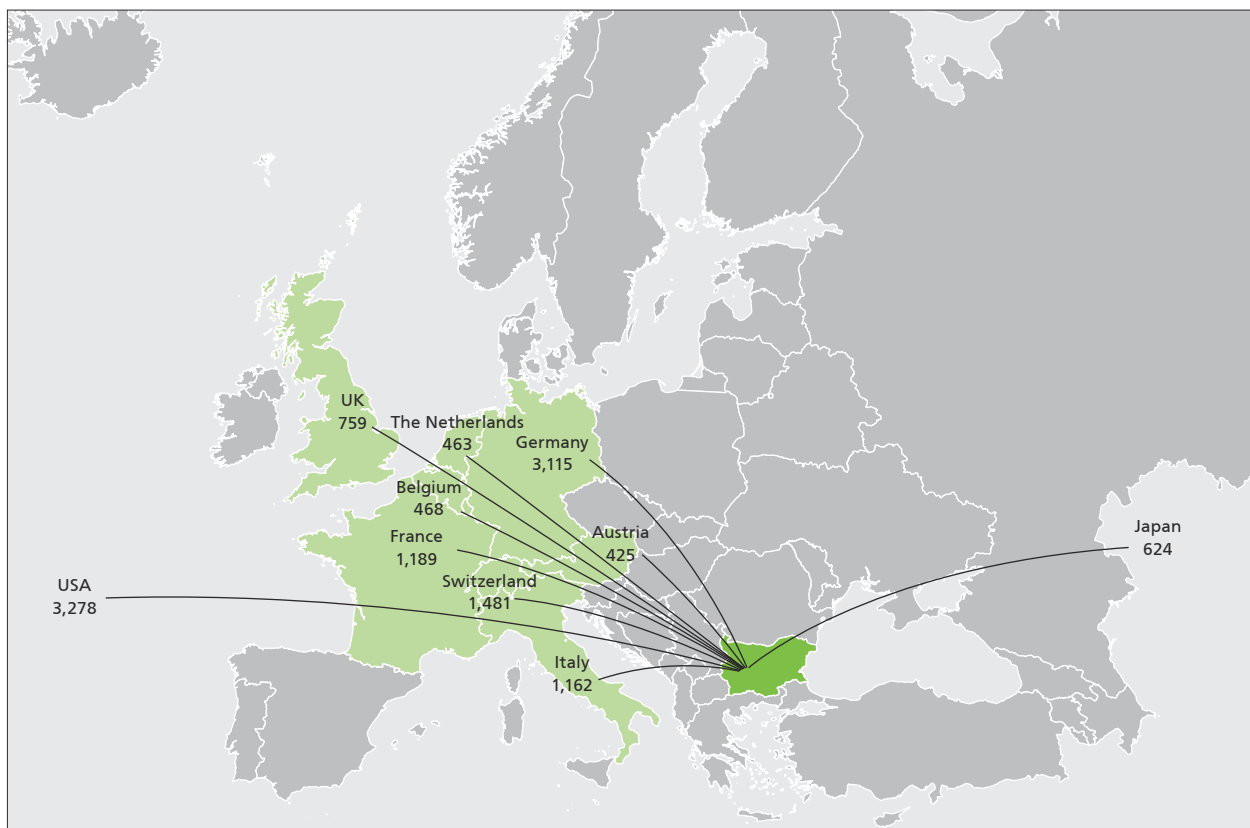 UK
759
The Netherlands
463
Germany
3,115
Belgium
468
France
1,189
Austria
425
Switzerland
1,481
Japan
624
USA
3,278
Italy
1,162